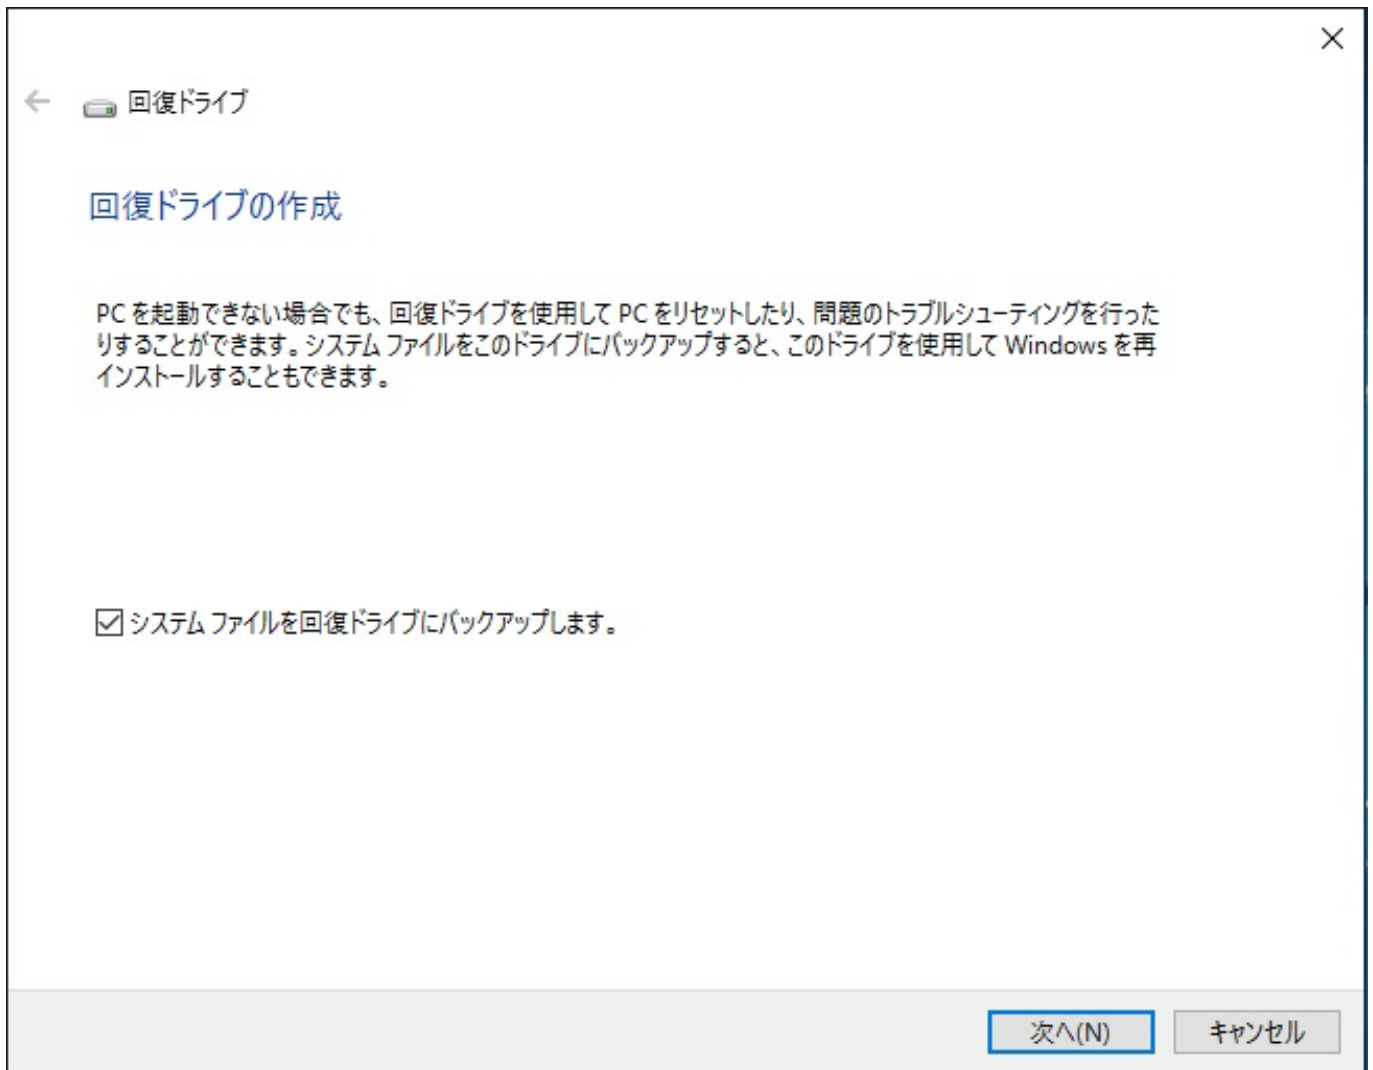 回復ドライブ
回復ドライブの作成
PC を起動できない場合でも、回復ドライブを使用して PC をリセットしたり、問題のトラブルシューティングを行った
りすることができます。システム ファイルをこのドライブにバックアップすると、このドライブを使用して Windows を再
インストールすることもできます。
システム ファイルを回復ドライブにバックアップします。
次へ(N)
キャンセル